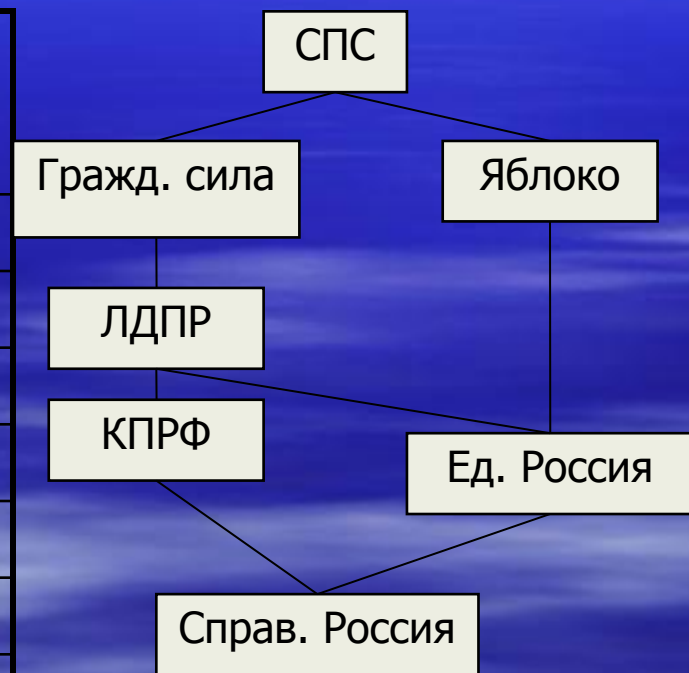 СПС
Гражд. сила
Яблоко
ЛДПР
КПРФ
Ед. Россия
Справ. Россия